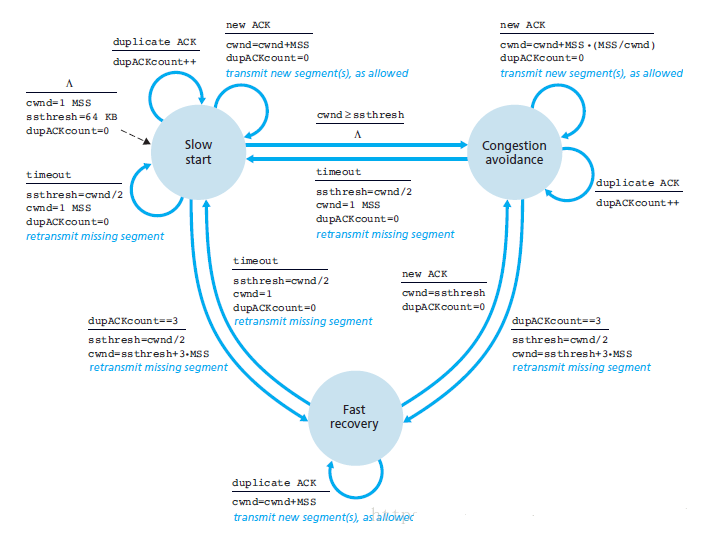 new ACK
cwnd=cwnd+MSS
dupACKcount=0
transmit new segment(s), as allowed
new ACK
cwnd=cwnd+MSS•(MSS/cwnd)
dupACKcount=0
transmit new segment(s), as allowed
duplicate ACK
dupACKcount++
Λ
cwnd=1 MSS
ssthresh=64 KB
dupACKcount=0
cwnd≥ssthresh
Λ
Slow
start
Congestion
avoidance
timeout
ssthresh=cwnd/2
cwnd=1 MSS
dupACKcount=0
retransmit missing segment
timeout
ssthresh=cwnd/2
cwnd=1 MSS
dupACKcount=0
retransmit missing segment
duplicate ACK
dupACKcount++
timeout
ssthresh=cwnd/2
cwnd=1
dupACKcount=0
retransmit missing segment
new ACK
cwnd=ssthresh
dupACKcount=0
dupACKcount==3
ssthresh=cwnd/2
cwnd=ssthresh+3•MSS
retransmit missing segment
dupACKcount==3
ssthresh=cwnd/2
cwnd=ssthresh+3•MSS
retransmit missing segment
Fast
recovery
duplicate ACK
cwnd=cwnd+MSS
transmit new segment(s), as allowed